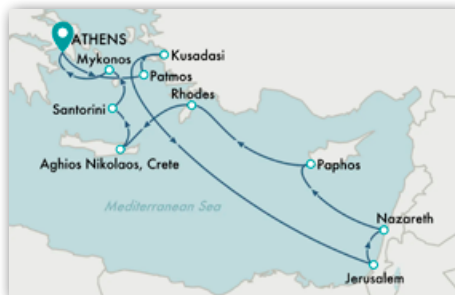 ATHENS
Mykonos
Kusadasi
Patmos
Rhodes
Santorini
Aghios Nikolaos, Crete
Paphos
Mediterranean Sea
Nazareth
Jerusalem